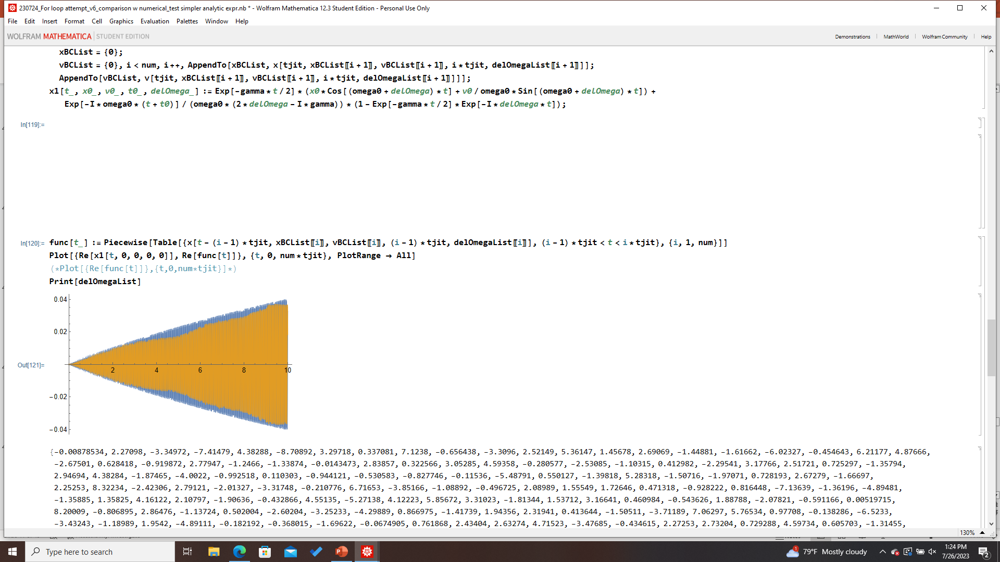 230724_For loop attempt_v6_comparison w numerical_test simpler analytic expr.nb * - Wolfram Mathematica 12.3 Student Edition - Personal Use Only
File Edit Insert Format Cell Graphics Evaluation Palettes Window Help
WOLFRAM MATHEMATICA STUDENT EDITION
Demonstrations MathWorld Wolfram Community Help
xBCList = {0};
vBCList = {0}, i < num, i++, AppendTo[xBCList, x[tjit, xBCList〚i + 1〛, vBCList〚i + 1〛, i * tjit, delOmegaList〚i + 1〛]];
AppendTo[vBCList, v[tjit, xBCList〚i + 1〛, vBCList〚i + 1〛, i * tjit, delOmegaList〚i + 1〛]]];
x1[t_, x0_, v0_, t0_, delOmega_] := Exp[-gamma * t / 2] * (x0 * Cos[(omega0 + delOmega) * t] + v0 / omega0 * Sin[(omega0 + delOmega) * t]) +
Exp[-I * omega0 * (t + t0)] / (omega0 * (2 * delOmega - I * gamma)) * (1 - Exp[-gamma * t / 2] * Exp[-I * delOmega * t]);
In[119]:=
In[120]:= func[t_] := Piecewise[Table[{x[t - (i - 1) * tjit, xBCList〚i〛, vBCList〚i〛, (i - 1) * tjit, delOmegaList〚i〛], (i - 1) * tjit < t < i * tjit}, {i, 1, num}]]
Plot[{Re[x1[t, 0, 0, 0, 0]], Re[func[t]]}, {t, 0, num * tjit}, PlotRange → All]
(*Plot[{Re[func[t]]},{t,0,num*tjit}]*)
Print[delOmegaList]
0.04
0.02
Out[121]=
2 4 6 8 10
-0.02
-0.04
{-0.00878534, 2.27098, -3.34972, -7.41479, 4.38288, -8.70892, 3.29718, 0.337081, 7.1238, -0.656438, -3.3096, 2.52149, 5.36147, 1.45678, 2.69069, -1.44881, -1.61662, -6.02327, -0.454643, 6.21177, 4.87666,
-2.67501, 0.628418, -0.919872, 2.77947, -1.2466, -1.33874, -0.0143473, 2.83857, 0.322566, 3.05285, 4.59358, -0.280577, -2.53085, -1.10315, 0.412982, -2.29541, 3.17766, 2.51721, 0.725297, -1.35794,
2.94694, 4.38284, -1.87465, -4.0022, -0.992518, 0.110303, -0.944121, -0.530583, -0.827746, -0.11536, -5.48791, 0.550127, -1.39818, 5.28318, -1.50716, -1.97071, 0.728193, 2.67279, -1.66697,
2.25253, 8.32234, -2.42306, 2.79121, -2.01327, -3.31748, -0.210776, 6.71653, -3.85166, -1.08892, -0.496725, 2.08989, 1.55549, 1.72646, 0.471318, -0.928222, 0.816448, -7.13639, -1.36196, -4.89481,
-1.35885, 1.35825, 4.16122, 2.10797, -1.90636, -0.432866, 4.55135, -5.27138, 4.12223, 5.85672, 3.31023, -1.81344, 1.53712, 3.16641, 0.460984, -0.543626, 1.88788, -2.07821, -0.591166, 0.00519715,
8.20009, -0.806895, 2.86476, -1.13724, 0.502004, -2.60204, -3.25233, -4.29889, 0.866975, -1.41739, 1.94356, 2.31941, 0.413644, -1.50511, -3.71189, 7.06297, 5.76534, 0.97708, -0.138286, -6.5233,
-3.43243, -1.18989, 1.9542, -4.89111, -0.182192, -0.368015, -1.69622, -0.0674905, 0.761868, 2.43404, 2.63274, 4.71523, -3.47685, -0.434615, 2.27253, 2.73204, 0.729288, 4.59734, 0.605703, -1.31455,
130%
Type here to search
1
79°F Mostly cloudy
1:24 PM
7/26/2023
2